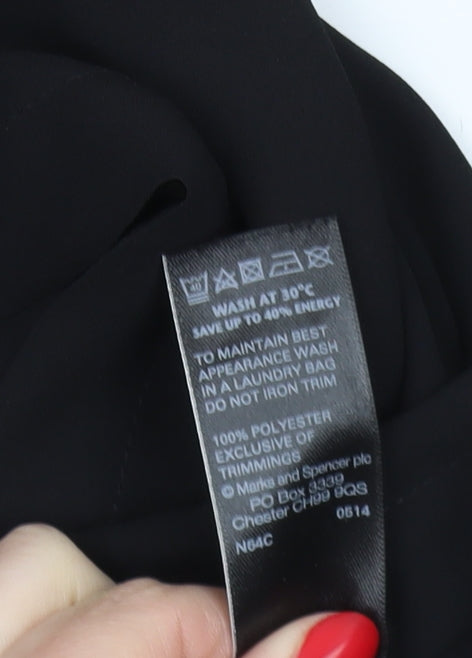 WASH AT 30°C
SAVE UP TO 40% ENERGY
TO MAINTAIN BEST
APPEARANCE WASH
IN A LAUNDRY BAG
DO NOT IRON TRIM
100% POLYESTER
EXCLUSIVE OF
TRIMMINGS
© Marks and Spencer plc
PO Box 3339
Chester CH99 9QS
0514
N64C